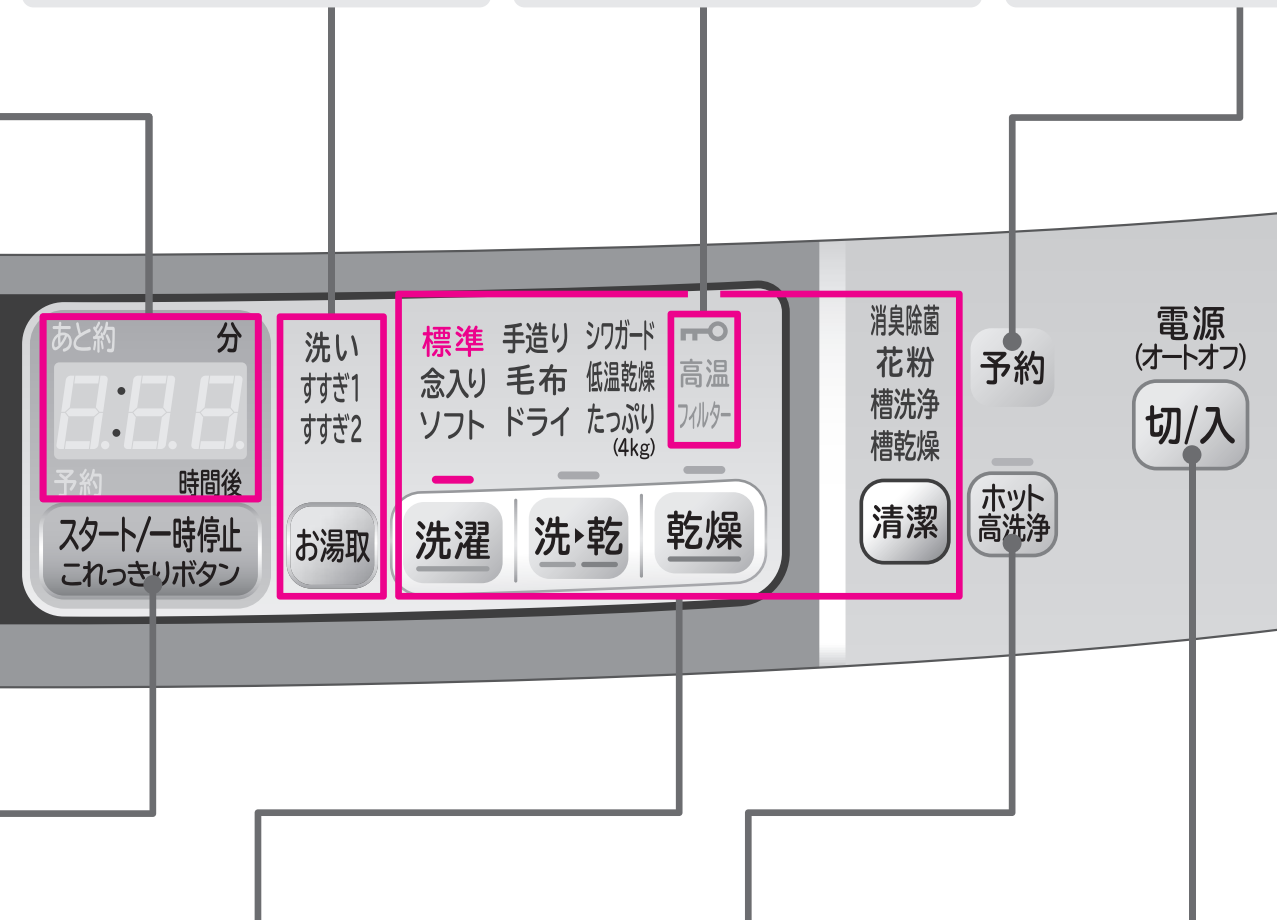 あと約 分
予約 時間後
スタート/一時停止
これっきりボタン
洗い
すすぎ1
すすぎ2
お湯取
標準 手造り シワガード
念入り 毛布 低温乾燥
ソフト ドライ たっぷり
(4kg)
高温
フィルター
洗濯 洗▶乾 乾燥
消臭除菌
花粉
槽洗浄
槽乾燥
清潔
予約
ホット
高洗浄
電源
(オートオフ)
切/入